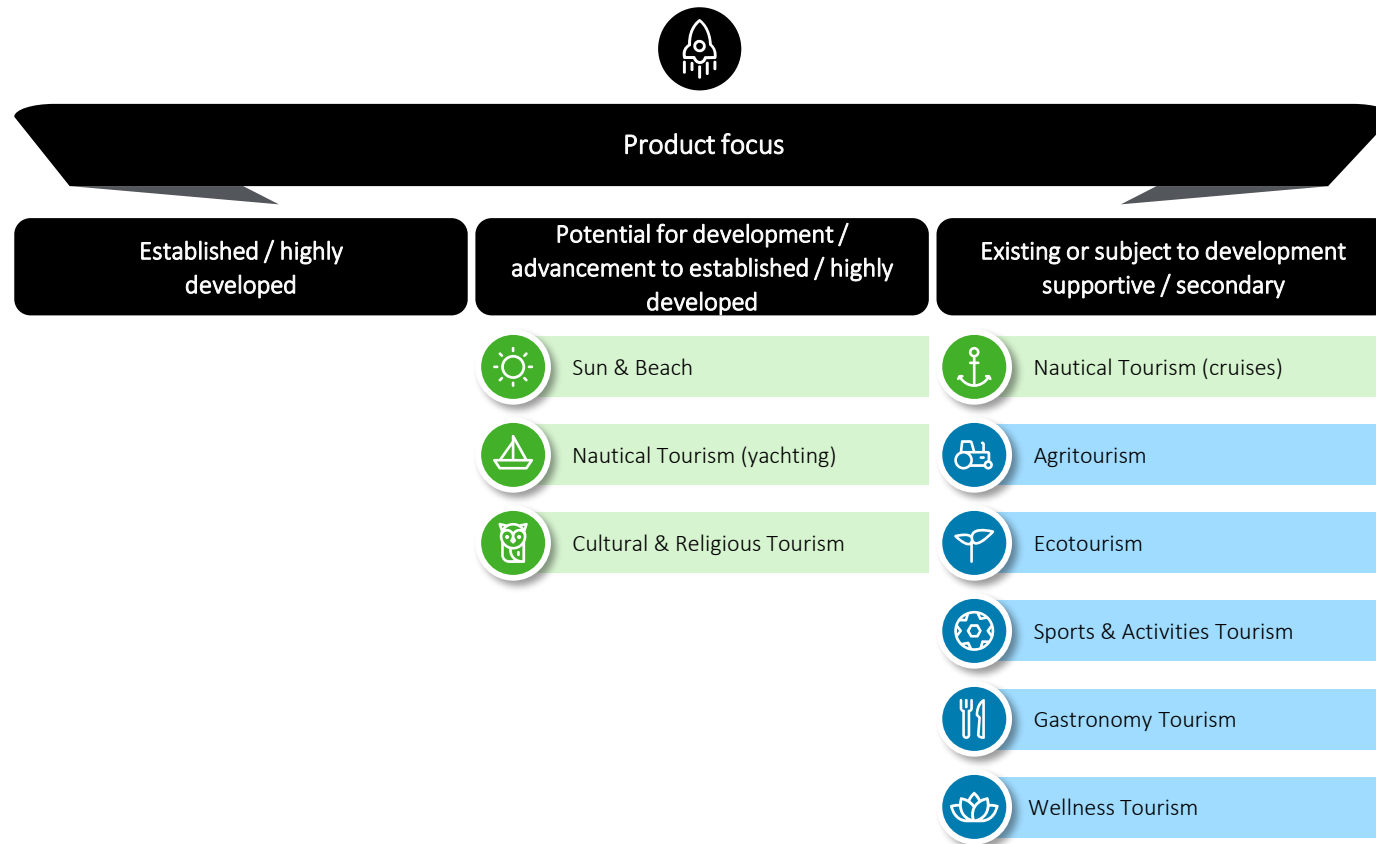 Product focus
Established / highly
developed
Potential for development /
advancement to established / highly
developed
Existing or subject to development
supportive / secondary
Sun & Beach
Nautical Tourism (yachting)
Cultural & Religious Tourism
Nautical Tourism (cruises)
Agritourism
Ecotourism
Sports & Activities Tourism
Gastronomy Tourism
Wellness Tourism